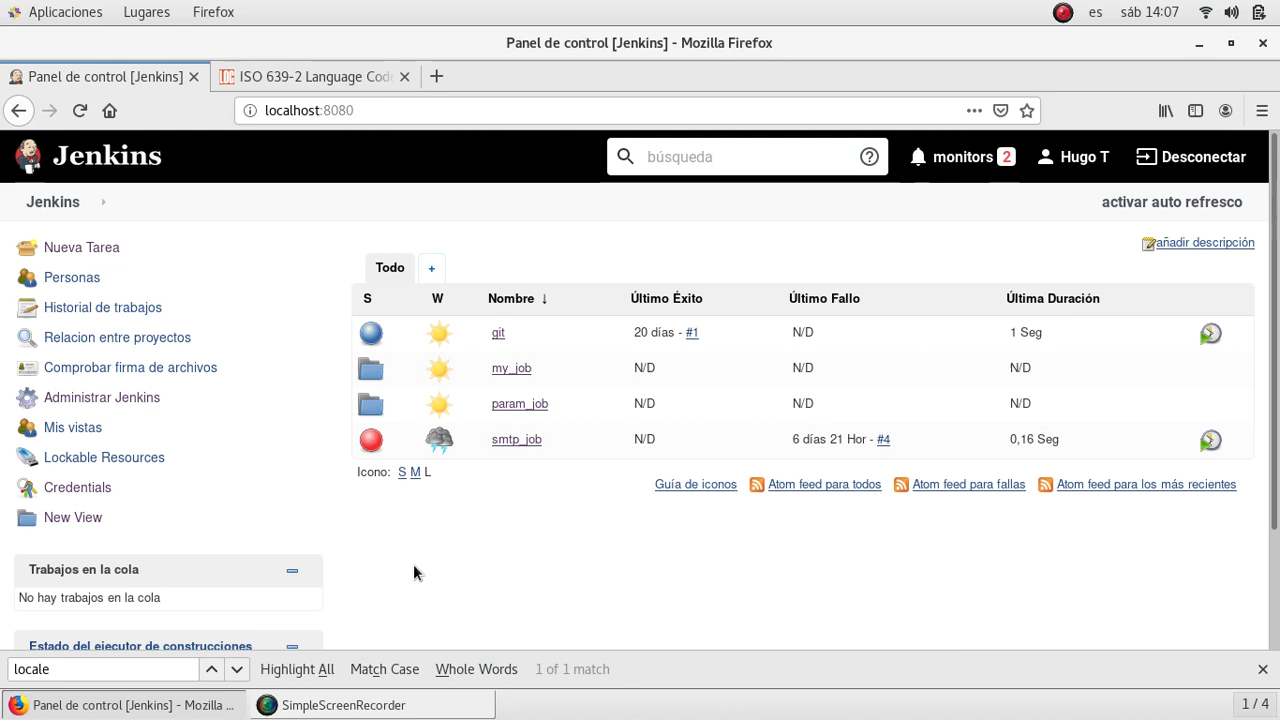 Aplicaciones Lugares Firefox es sáb 14:07
Panel de control [Jenkins] - Mozilla Firefox
Panel de control [Jenkins] ISO 639-2 Language Cod
localhost:8080
Jenkins búsqueda monitors 2 Hugo T Desconectar
Jenkins activar auto refresco
añadir descripción
Nueva Tarea
Personas
Historial de trabajos
Relacion entre proyectos
Comprobar firma de archivos
Administrar Jenkins
Mis vistas
Lockable Resources
Credentials
New View
Trabajos en la cola
No hay trabajos en la cola
Estado del ejecutor de construcciones
Todo +
S W Nombre ↓ Último Éxito Último Fallo Última Duración
git 20 días - #1 N/D 1 Seg
my_job N/D N/D N/D
param_job N/D N/D N/D
smtp_job N/D 6 días 21 Hor - #4 0,16 Seg
Icono: S M L
Guía de iconos Atom feed para todos Atom feed para fallas Atom feed para los más recientes
locale Highlight All Match Case Whole Words 1 of 1 match
Panel de control [Jenkins] - Mozilla ... SimpleScreenRecorder 1 / 4